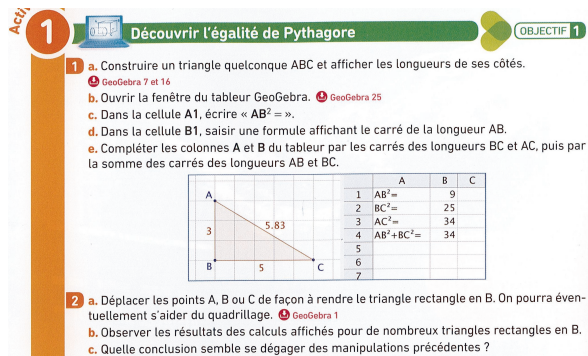 Acti
1 Découvrir l'égalité de Pythagore OBJECTIF 1
1 a. Construire un triangle quelconque ABC et afficher les longueurs de ses côtés.
GeoGebra 7 et 16
b. Ouvrir la fenêtre du tableur GeoGebra. GeoGebra 25
c. Dans la cellule A1, écrire « AB² = ».
d. Dans la cellule B1, saisir une formule affichant le carré de la longueur AB.
e. Compléter les colonnes A et B du tableur par les carrés des longueurs BC et AC, puis par
la somme des carrés des longueurs AB et BC.
A
3
5.83
B
5
C
A B C
1 AB²= 9
2 BC²= 25
3 AC²= 34
4 AB²+BC²= 34
5
6
7
2 a. Déplacer les points A, B ou C de façon à rendre le triangle rectangle en B. On pourra éven-
tuellement s'aider du quadrillage. GeoGebra 1
b. Observer les résultats des calculs affichés pour de nombreux triangles rectangles en B.
c. Quelle conclusion semble se dégager des manipulations précédentes ?